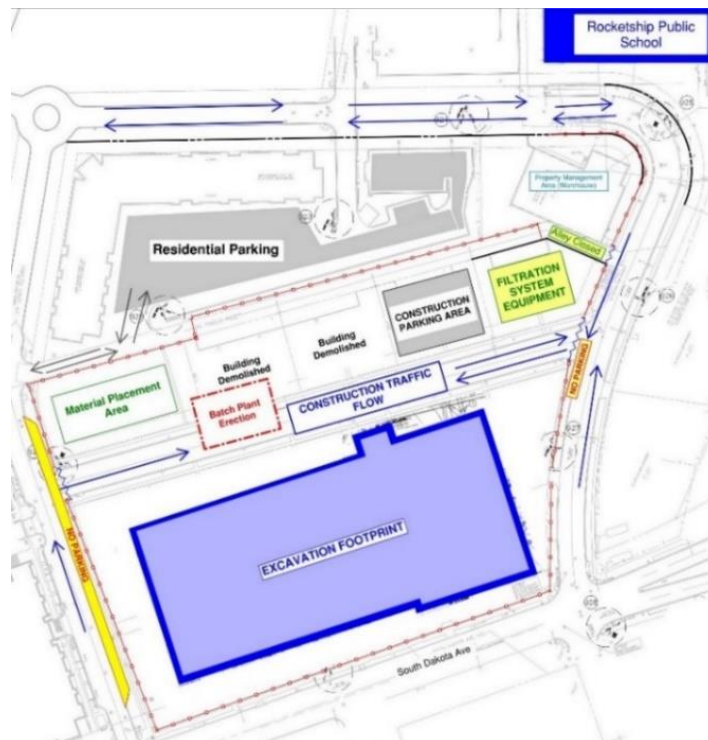 Rocketship Public
School
Property Management
Area (Warehouse)
Alley Closed
Residential Parking
FILTRATION
SYSTEM
EQUIPMENT
CONSTRUCTION
PARKING AREA
Building
Demolished
Building
Demolished
NO PARKING
Material Placement
Area
Batch Plant
Erection
CONSTRUCTION TRAFFIC
FLOW
NO PARKING
EXCAVATION FOOTPRINT
South Dakota Ave